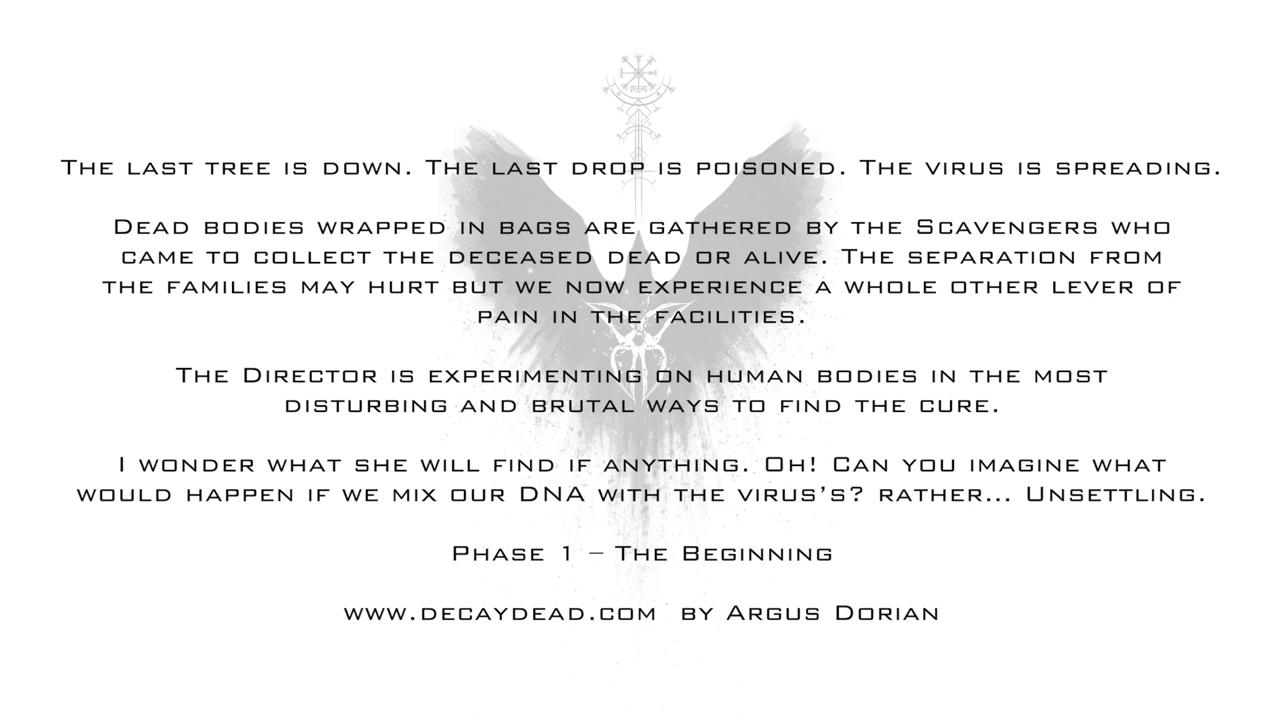 The last tree is down. The last drop is poisoned. The virus is spreading.
Dead bodies wrapped in bags are gathered by the Scavengers who
came to collect the deceased dead or alive. The separation from
the families may hurt but we now experience a whole other lever of
pain in the facilities.
The Director is experimenting on human bodies in the most
disturbing and brutal ways to find the cure.
I wonder what she will find if anything. Oh! Can you imagine what
would happen if we mix our DNA with the virus's? rather... Unsettling.
Phase 1 – The Beginning
www.decaydead.com by Argus Dorian